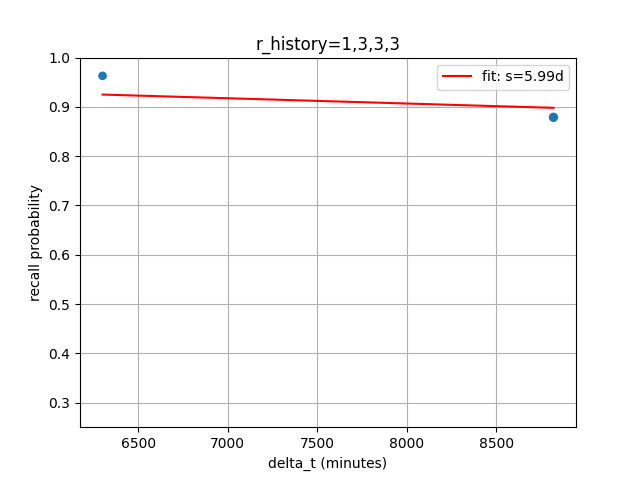 r_history=1,3,3,3
fit: s=5.99d
1.0
0.9
0.8
0.7
0.6
0.5
0.4
0.3
recall probability
6500 7000 7500 8000 8500
delta_t (minutes)